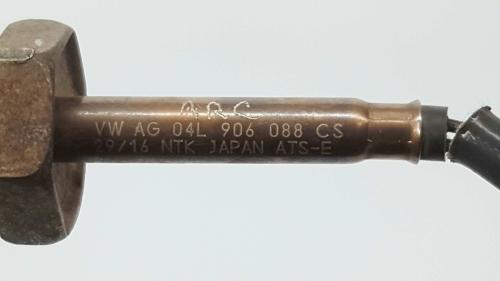 ARC
VW AG 04L 906 088 CS
29/16 NTK JAPAN ATS-E